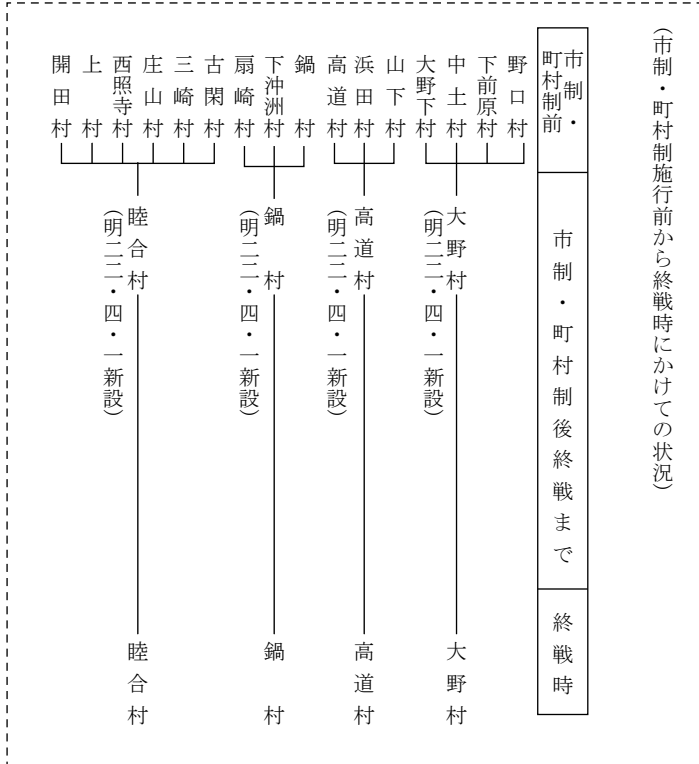 (市制・町村制施行前から終戦時にかけての状況)
市制・
町村制前
市制・町村制後終戦まで
終戦時
野口村
下前原村
中土村
大野下村
大野村
(明二二・四・一新設)
大野村
山下村
浜田村
高道村
高道村
(明二二・四・一新設)
高道村
鍋村
下沖洲村
扇崎村
鍋村
(明二二・四・一新設)
鍋村
古閑村
三崎村
庄山村
西照寺村
上村
開田村
睦合村
(明二二・四・一新設)
睦合村